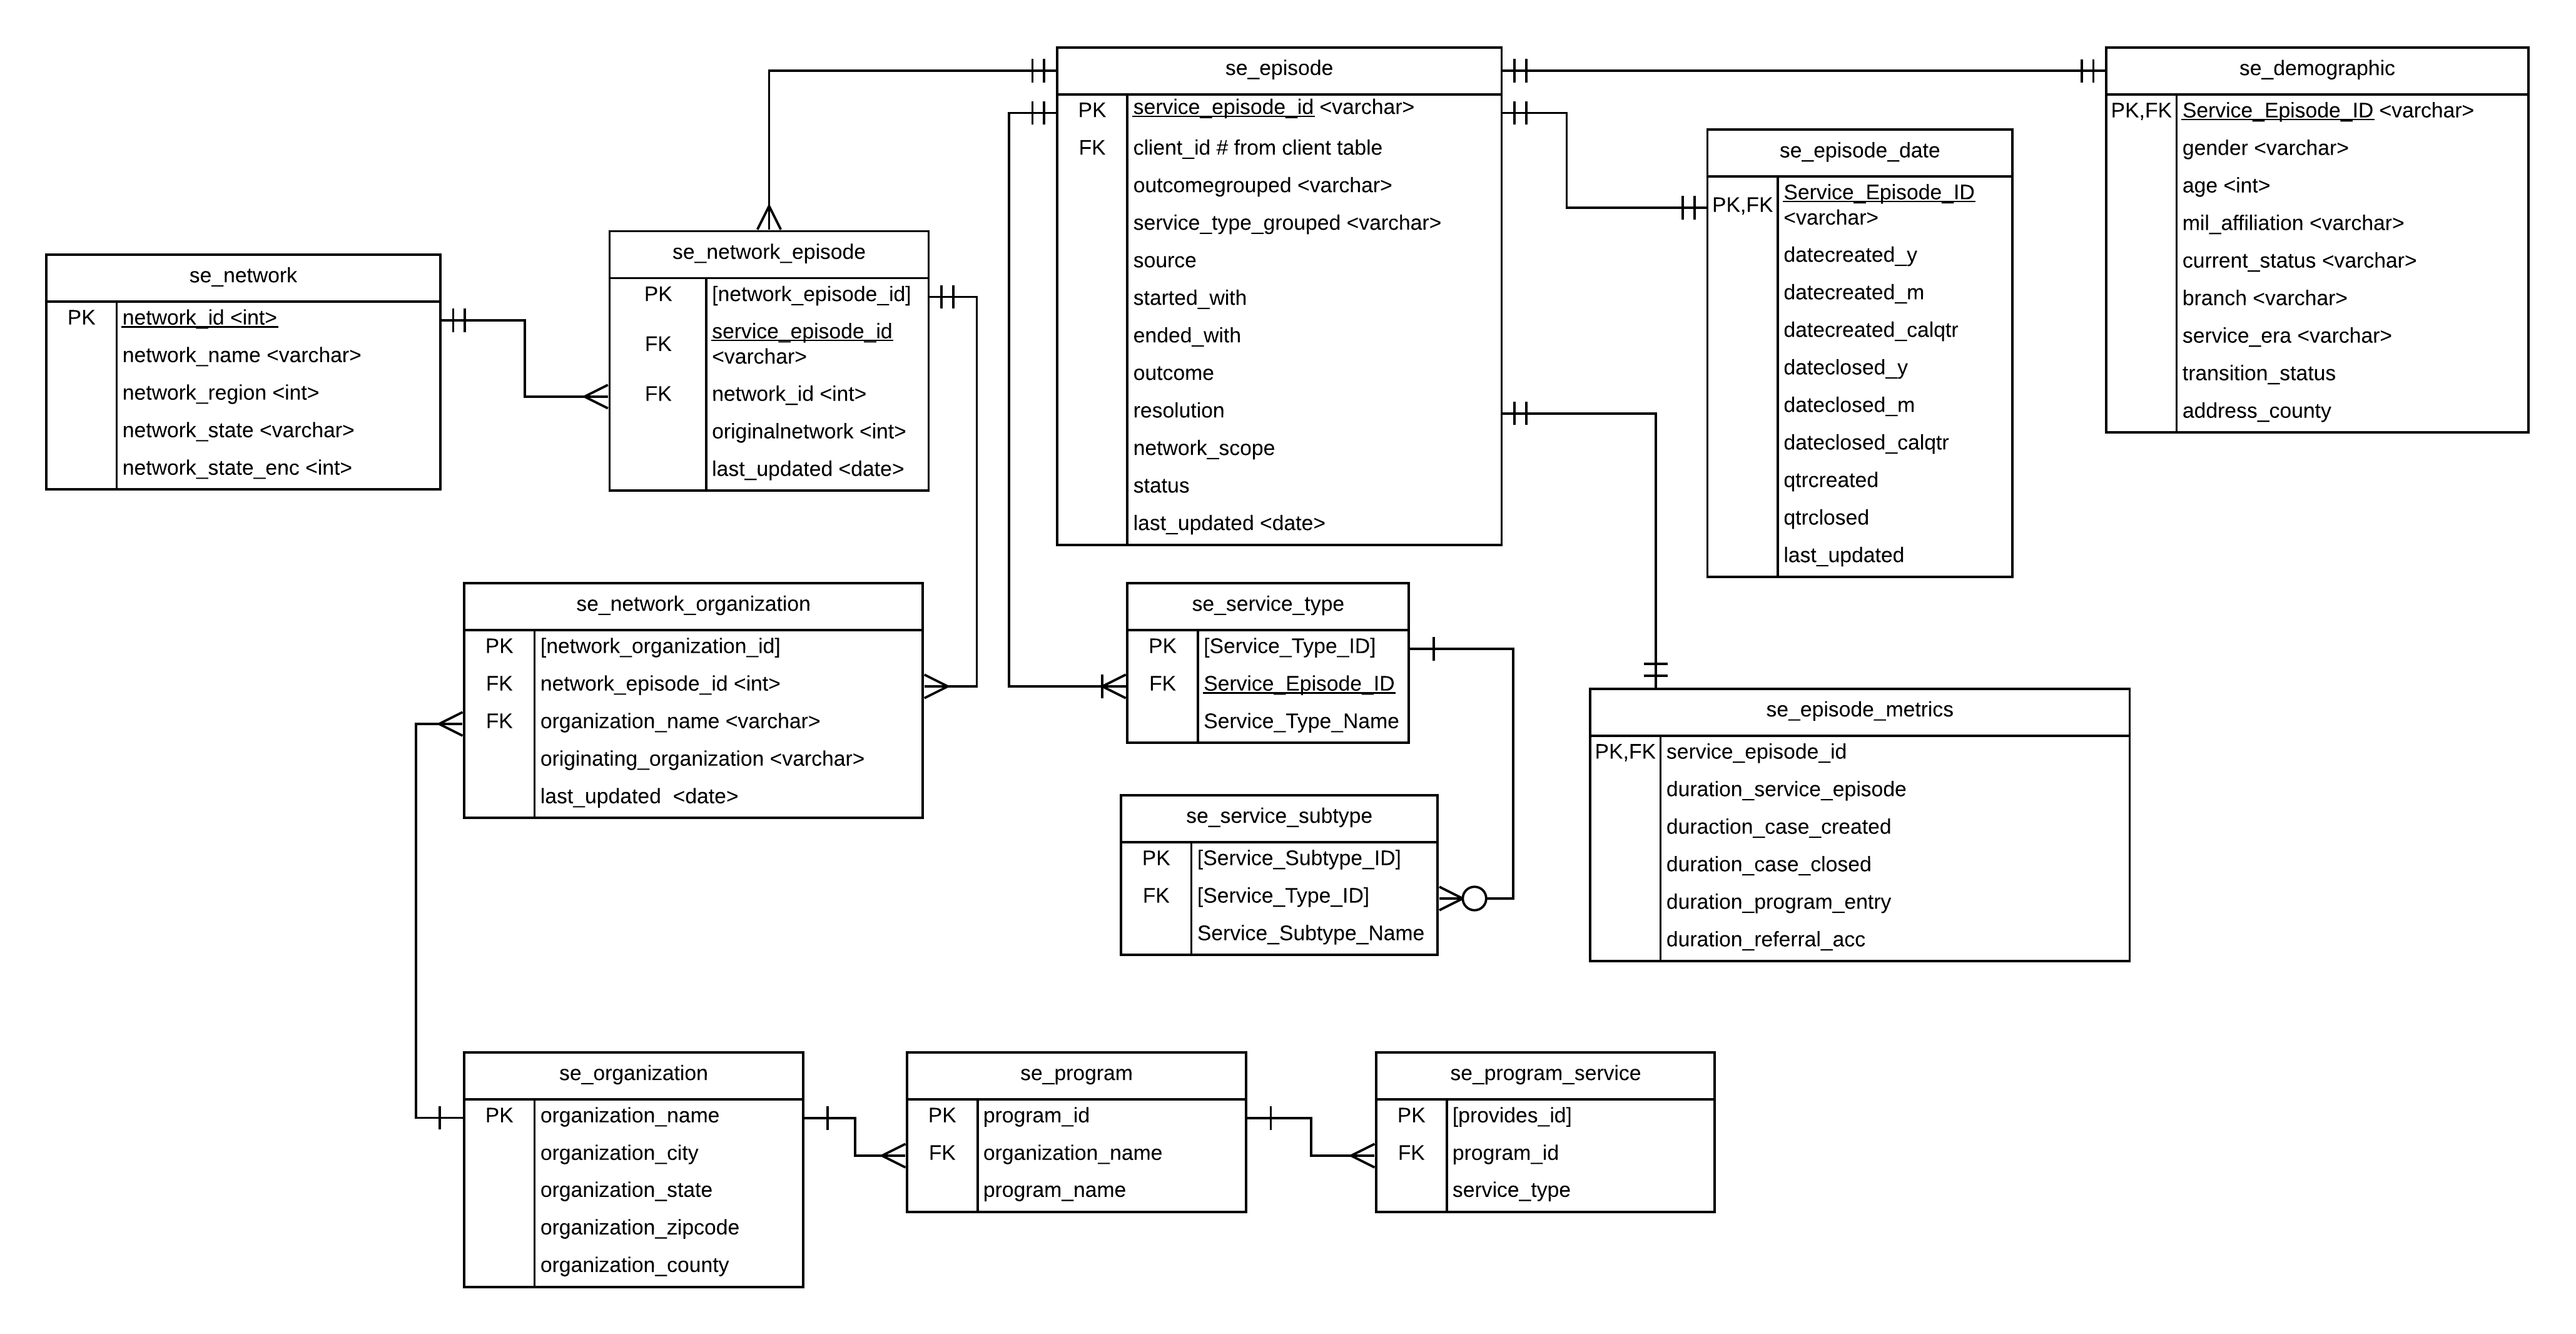 se_episode
PK service_episode_id <varchar>
FK client_id # from client table
outcomegrouped <varchar>
service_type_grouped <varchar>
source
started_with
ended_with
outcome
resolution
network_scope
status
last_updated <date>
se_demographic
PK,FK Service_Episode_ID <varchar>
gender <varchar>
age <int>
mil_affiliation <varchar>
current_status <varchar>
branch <varchar>
service_era <varchar>
transition_status
address_county
se_episode_date
PK,FK Service_Episode_ID
<varchar>
datecreated_y
datecreated_m
datecreated_calqtr
dateclosed_y
dateclosed_m
dateclosed_calqtr
qtrcreated
qtrclosed
last_updated
se_network_episode
PK [network_episode_id]
FK service_episode_id
<varchar>
FK network_id <int>
originalnetwork <int>
last_updated <date>
se_network
PK network_id <int>
network_name <varchar>
network_region <int>
network_state <varchar>
network_state_enc <int>
se_network_organization
PK [network_organization_id]
FK network_episode_id <int>
FK organization_name <varchar>
originating_organization <varchar>
last_updated  <date>
se_service_type
PK [Service_Type_ID]
FK Service_Episode_ID
Service_Type_Name
se_service_subtype
PK [Service_Subtype_ID]
FK [Service_Type_ID]
Service_Subtype_Name
se_episode_metrics
PK,FK service_episode_id
duration_service_episode
duraction_case_created
duration_case_closed
duration_program_entry
duration_referral_acc
se_organization
PK organization_name
organization_city
organization_state
organization_zipcode
organization_county
se_program
PK program_id
FK organization_name
program_name
se_program_service
PK [provides_id]
FK program_id
service_type